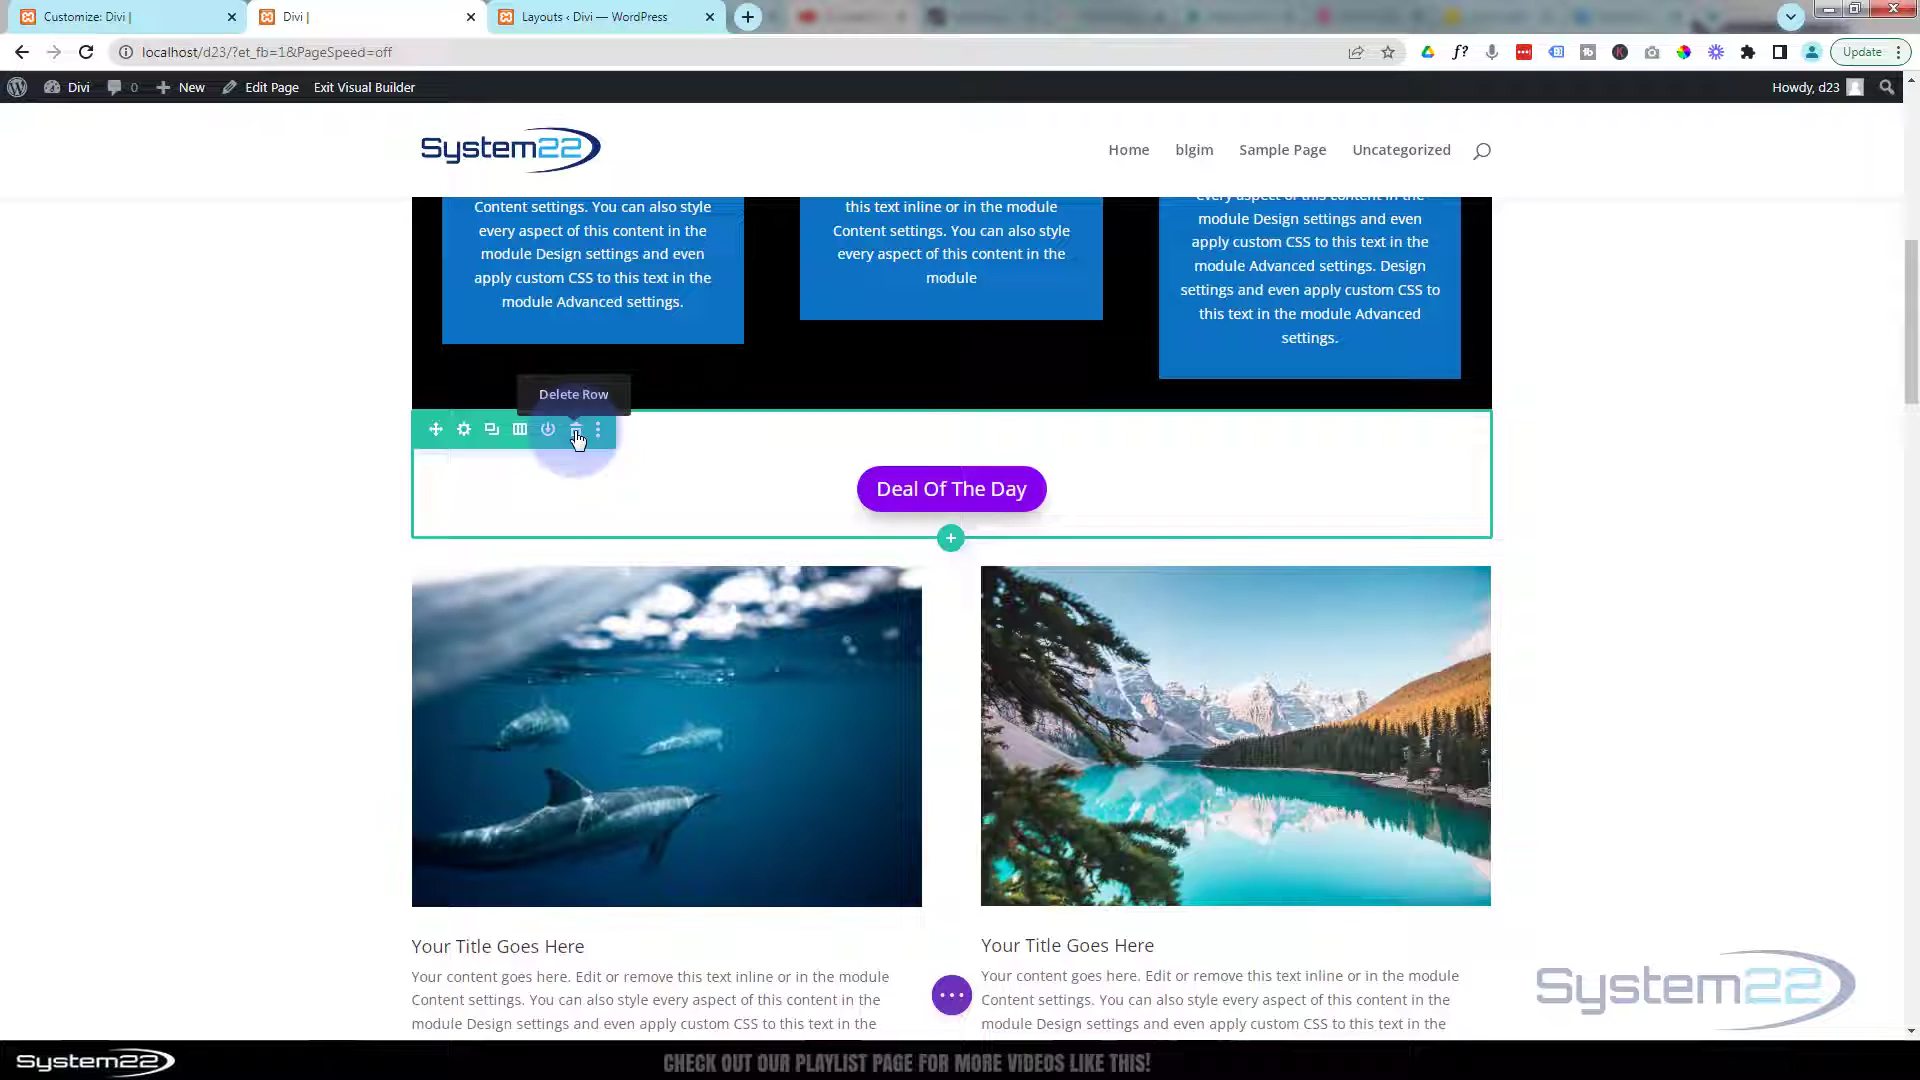 Customize: Divi |
Divi |
Layouts ‹ Divi — WordPress
localhost/d23/?et_fb=1&PageSpeed=off
Update
Divi
0
New
Edit Page
Exit Visual Builder
Howdy, d23
System22
Home
blgim
Sample Page
Uncategorized
Content settings. You can also style
every aspect of this content in the
module Design settings and even
apply custom CSS to this text in the
module Advanced settings.
this text inline or in the module
Content settings. You can also style
every aspect of this content in the
module
every aspect of this content in the
module Design settings and even
apply custom CSS to this text in the
module Advanced settings. Design
settings and even apply custom CSS to
this text in the module Advanced
settings.
Delete Row
Deal Of The Day
Your Title Goes Here
Your content goes here. Edit or remove this text inline or in the module
Content settings. You can also style every aspect of this content in the
module Design settings and even apply custom CSS to this text in the
Your Title Goes Here
Your content goes here. Edit or remove this text inline or in the module
Content settings. You can also style every aspect of this content in the
module Design settings and even apply custom CSS to this text in the
System22
System22
CHECK OUT OUR PLAYLIST PAGE FOR MORE VIDEOS LIKE THIS!